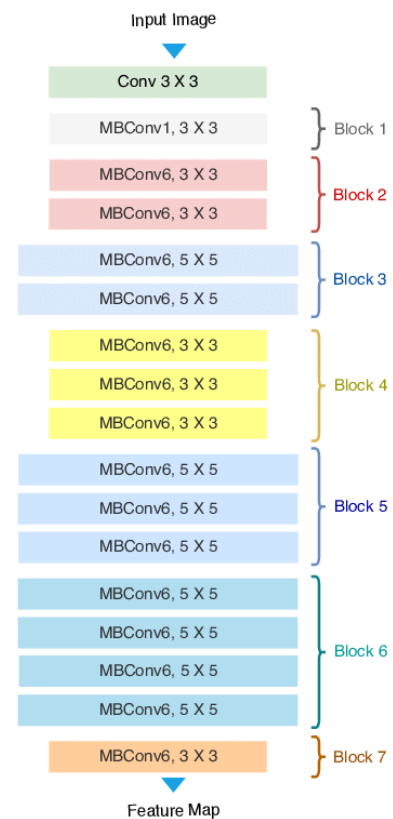 Input Image
Conv 3 X 3
MBConv1, 3 X 3
Block 1
MBConv6, 3 X 3
MBConv6, 3 X 3
Block 2
MBConv6, 5 X 5
MBConv6, 5 X 5
Block 3
MBConv6, 3 X 3
MBConv6, 3 X 3
MBConv6, 3 X 3
Block 4
MBConv6, 5 X 5
MBConv6, 5 X 5
MBConv6, 5 X 5
Block 5
MBConv6, 5 X 5
MBConv6, 5 X 5
MBConv6, 5 X 5
MBConv6, 5 X 5
Block 6
MBConv6, 3 X 3
Block 7
Feature Map